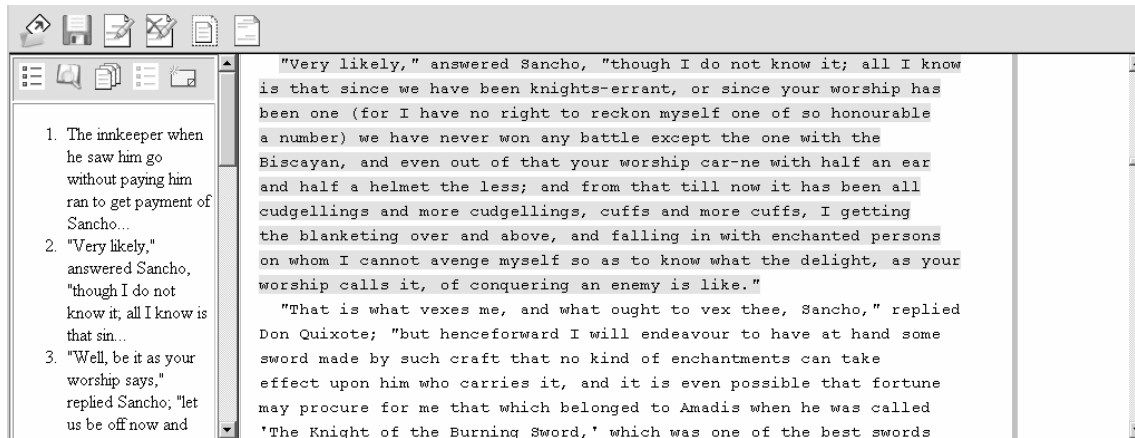 1. The innkeeper when
he saw him go
without paying him
ran to get payment of
Sancho...
2. "Very likely,"
answered Sancho,
"though I do not
know it; all I know is
that sin...
3. "Well, be it as your
worship says,"
replied Sancho; "let
us be off now and
"Very likely," answered Sancho, "though I do not know it; all I know
is that since we have been knights-errant, or since your worship has
been one (for I have no right to reckon myself one of so honourable
a number) we have never won any battle except the one with the
Biscayan, and even out of that your worship car-ne with half an ear
and half a helmet the less; and from that till now it has been all
cudgellings and more cudgellings, cuffs and more cuffs, I getting
the blanketing over and above, and falling in with enchanted persons
on whom I cannot avenge myself so as to know what the delight, as your
worship calls it, of conquering an enemy is like."
"That is what vexes me, and what ought to vex thee, Sancho," replied
Don Quixote; "but henceforward I will endeavour to have at hand some
sword made by such craft that no kind of enchantments can take
effect upon him who carries it, and it is even possible that fortune
may procure for me that which belonged to Amadis when he was called
'The Knight of the Burning Sword,' which was one of the best swords